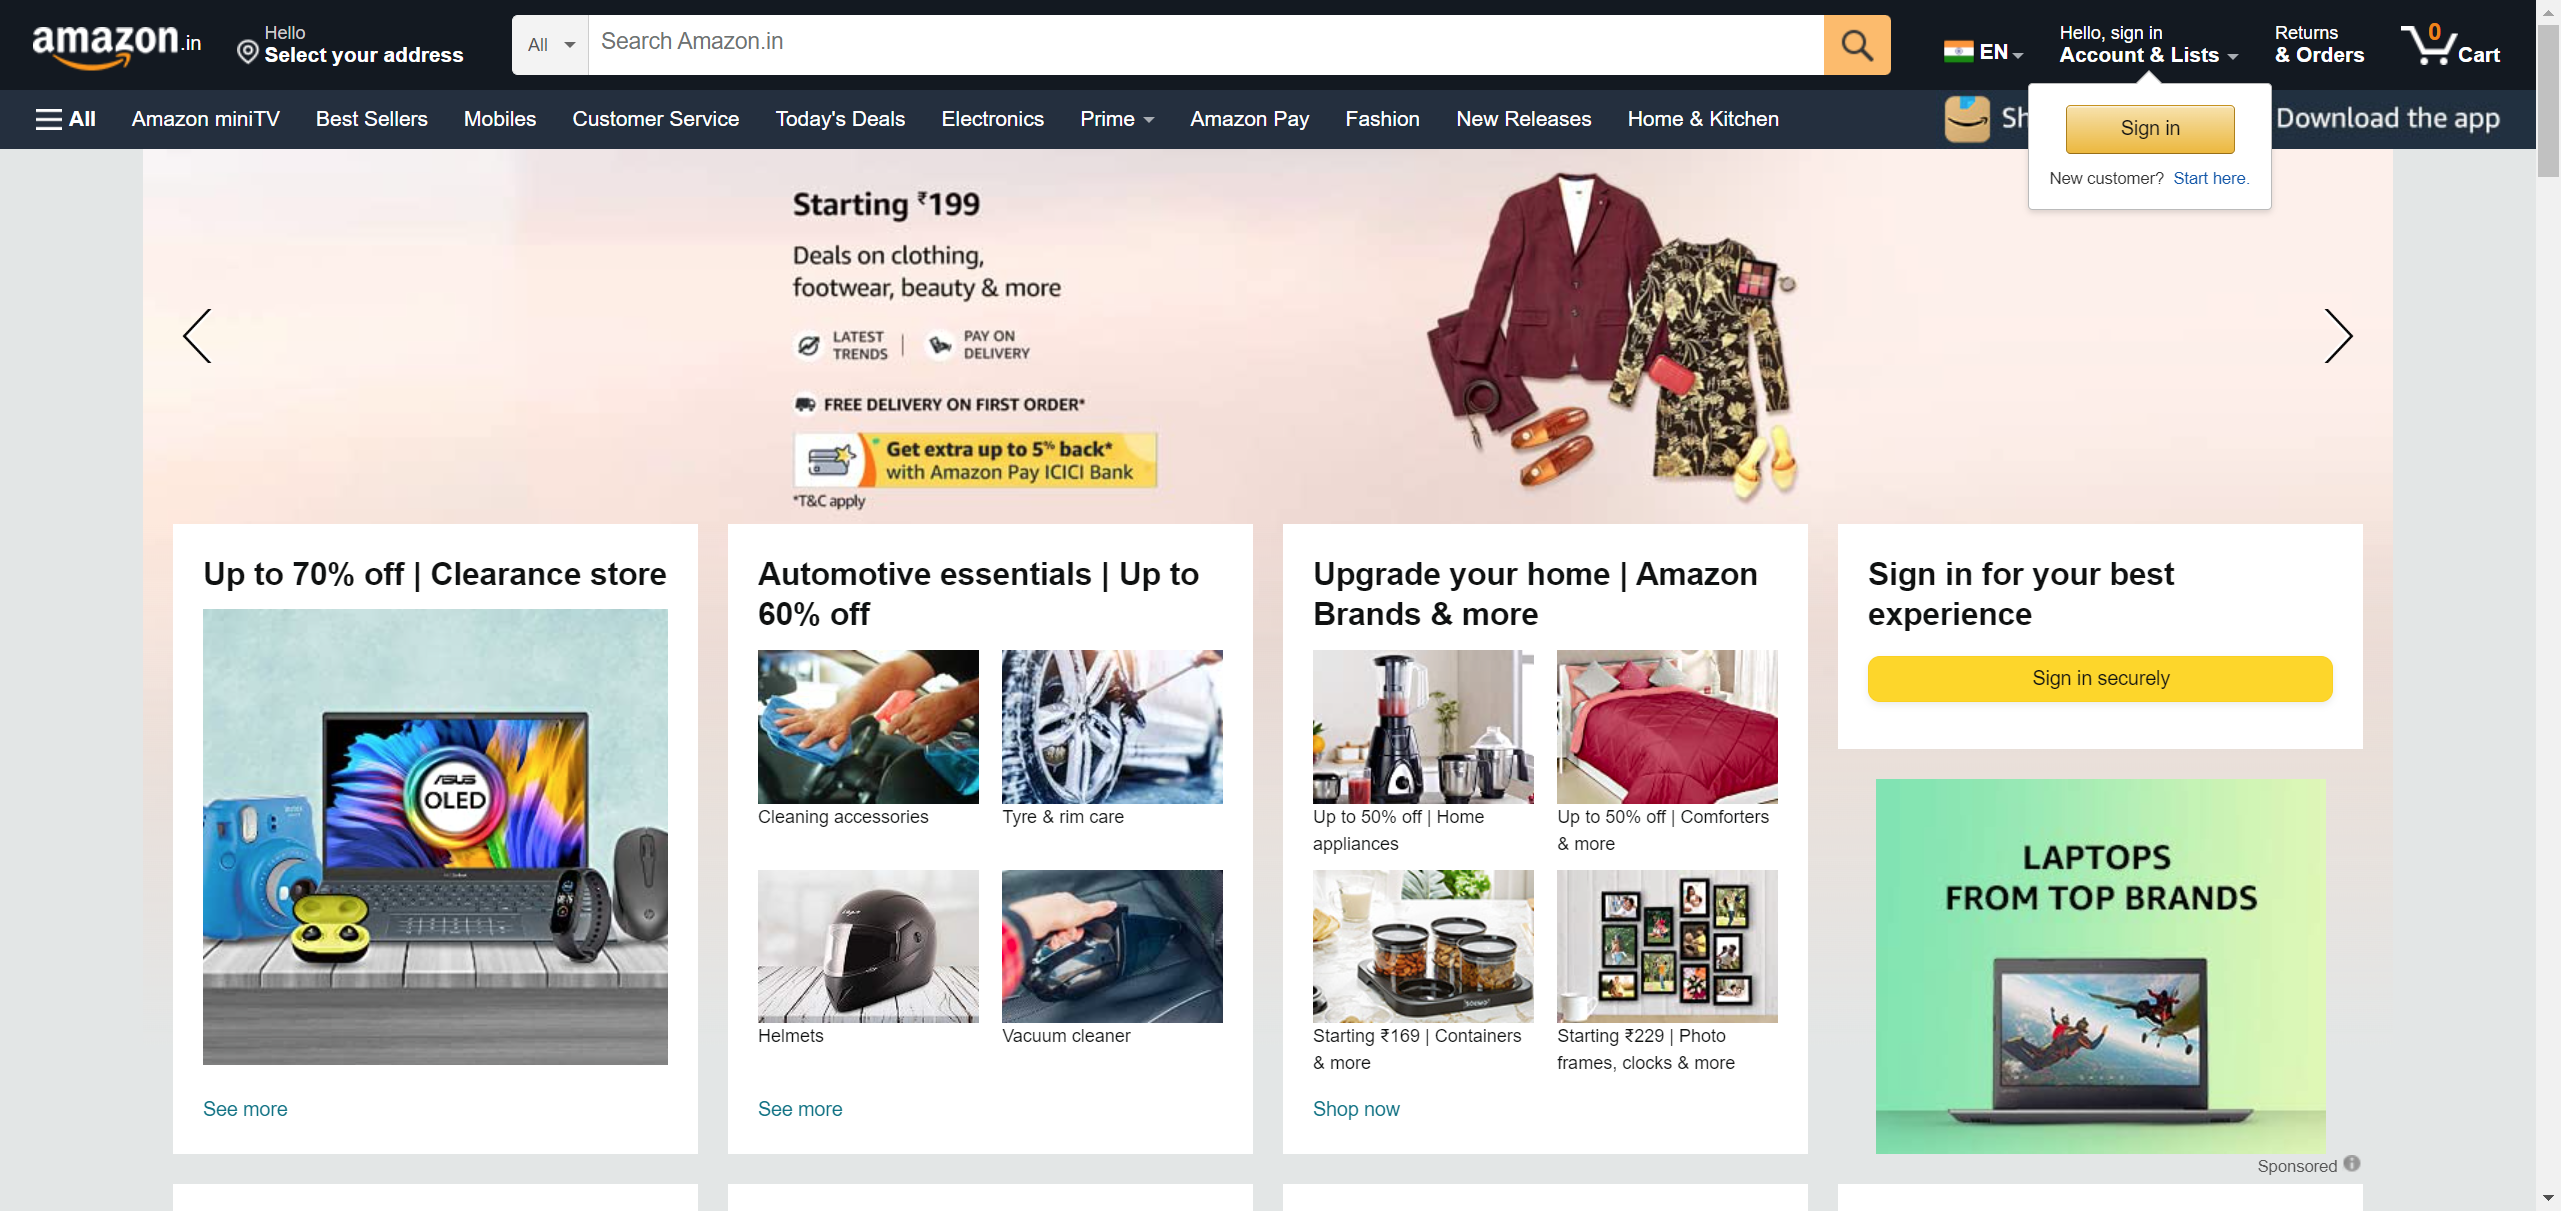 amazon.in
Hello
Select your address
All
Search Amazon.in
EN
Hello, sign in
Account & Lists
Returns
& Orders
0
Cart
All
Amazon miniTV
Best Sellers
Mobiles
Customer Service
Today's Deals
Electronics
Prime
Amazon Pay
Fashion
New Releases
Home & Kitchen
Download the app
Sign in
New customer? Start here.
Starting ₹199
Deals on clothing,
footwear, beauty & more
LATEST
TRENDS
PAY ON
DELIVERY
FREE DELIVERY ON FIRST ORDER*
Get extra up to 5% back*
with Amazon Pay ICICI Bank
*T&C apply
Up to 70% off | Clearance store
ASUS
OLED
See more
Automotive essentials | Up to
60% off
Cleaning accessories
Tyre & rim care
Helmets
Vacuum cleaner
See more
Upgrade your home | Amazon
Brands & more
Up to 50% off | Home
appliances
Up to 50% off | Comforters
& more
Starting ₹169 | Containers
& more
Starting ₹229 | Photo
frames, clocks & more
Shop now
Sign in for your best
experience
Sign in securely
LAPTOPS
FROM TOP BRANDS
Sponsored